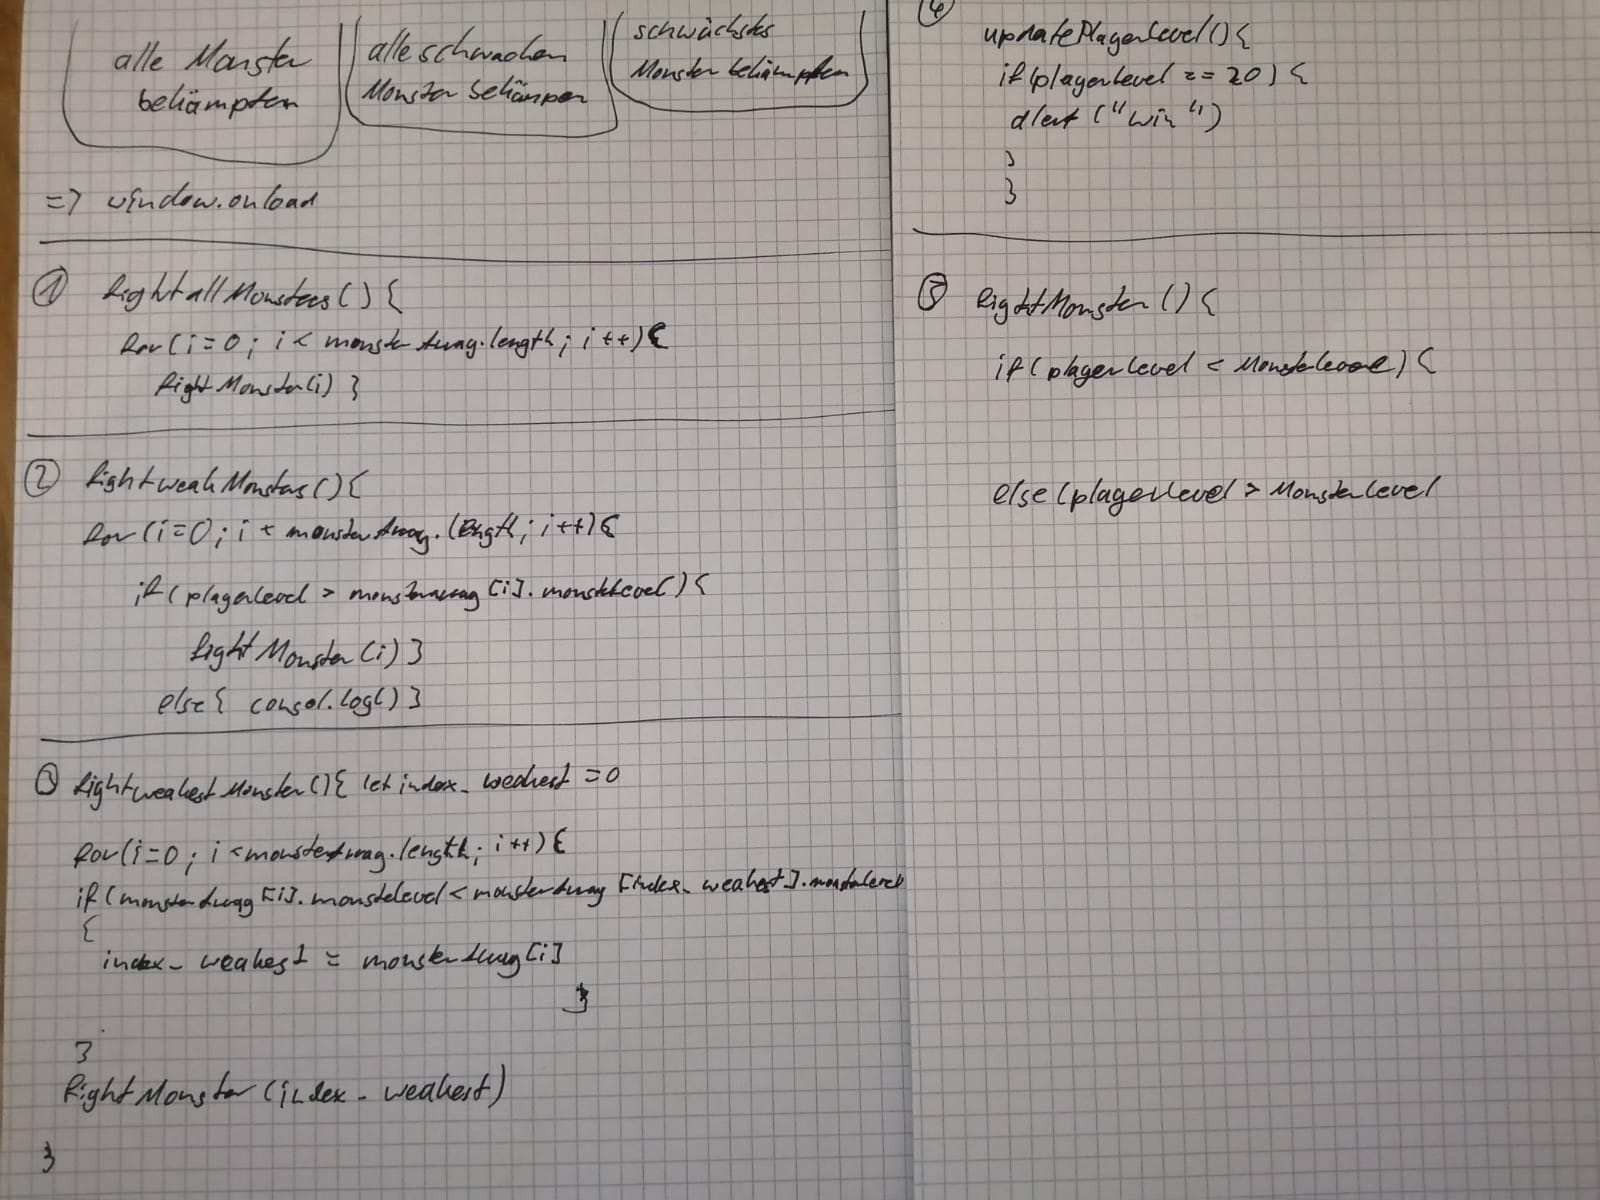 alle Monster
bekämpfen
alle schwachen
Monster bekämpen
schwächstes
Monster bekämpfen
=> window.onload
① fightallMonsters() {
for(i=0; i< monsterArray.length; i++){
fightMonster(i) }
② fightweakMonsters(){
for(i=0; i < monsterArray.length; i++){
if(playerLevel > monsterArray[i].monsterLevel){
fightMonster(i) }
else{ consol.log() }
③ fightweakestMonster(){ let index_weakest = 0
for(i=0; i<monsterArray.length; i++){
if(monsterArray[i].monsterLevel<monsterArray[index_weakest].monsterLevel
{
index_weakest = monsterArray[i]
}
}
fightMonster(index_weakest)
}
④
updatePlayerLevel(){
if(playerLevel == 20){
alert ("Win")
}
}
⑤ fightMonster(){
if(playerLevel < MonsterLevel){
else(playerLevel > MonsterLevel